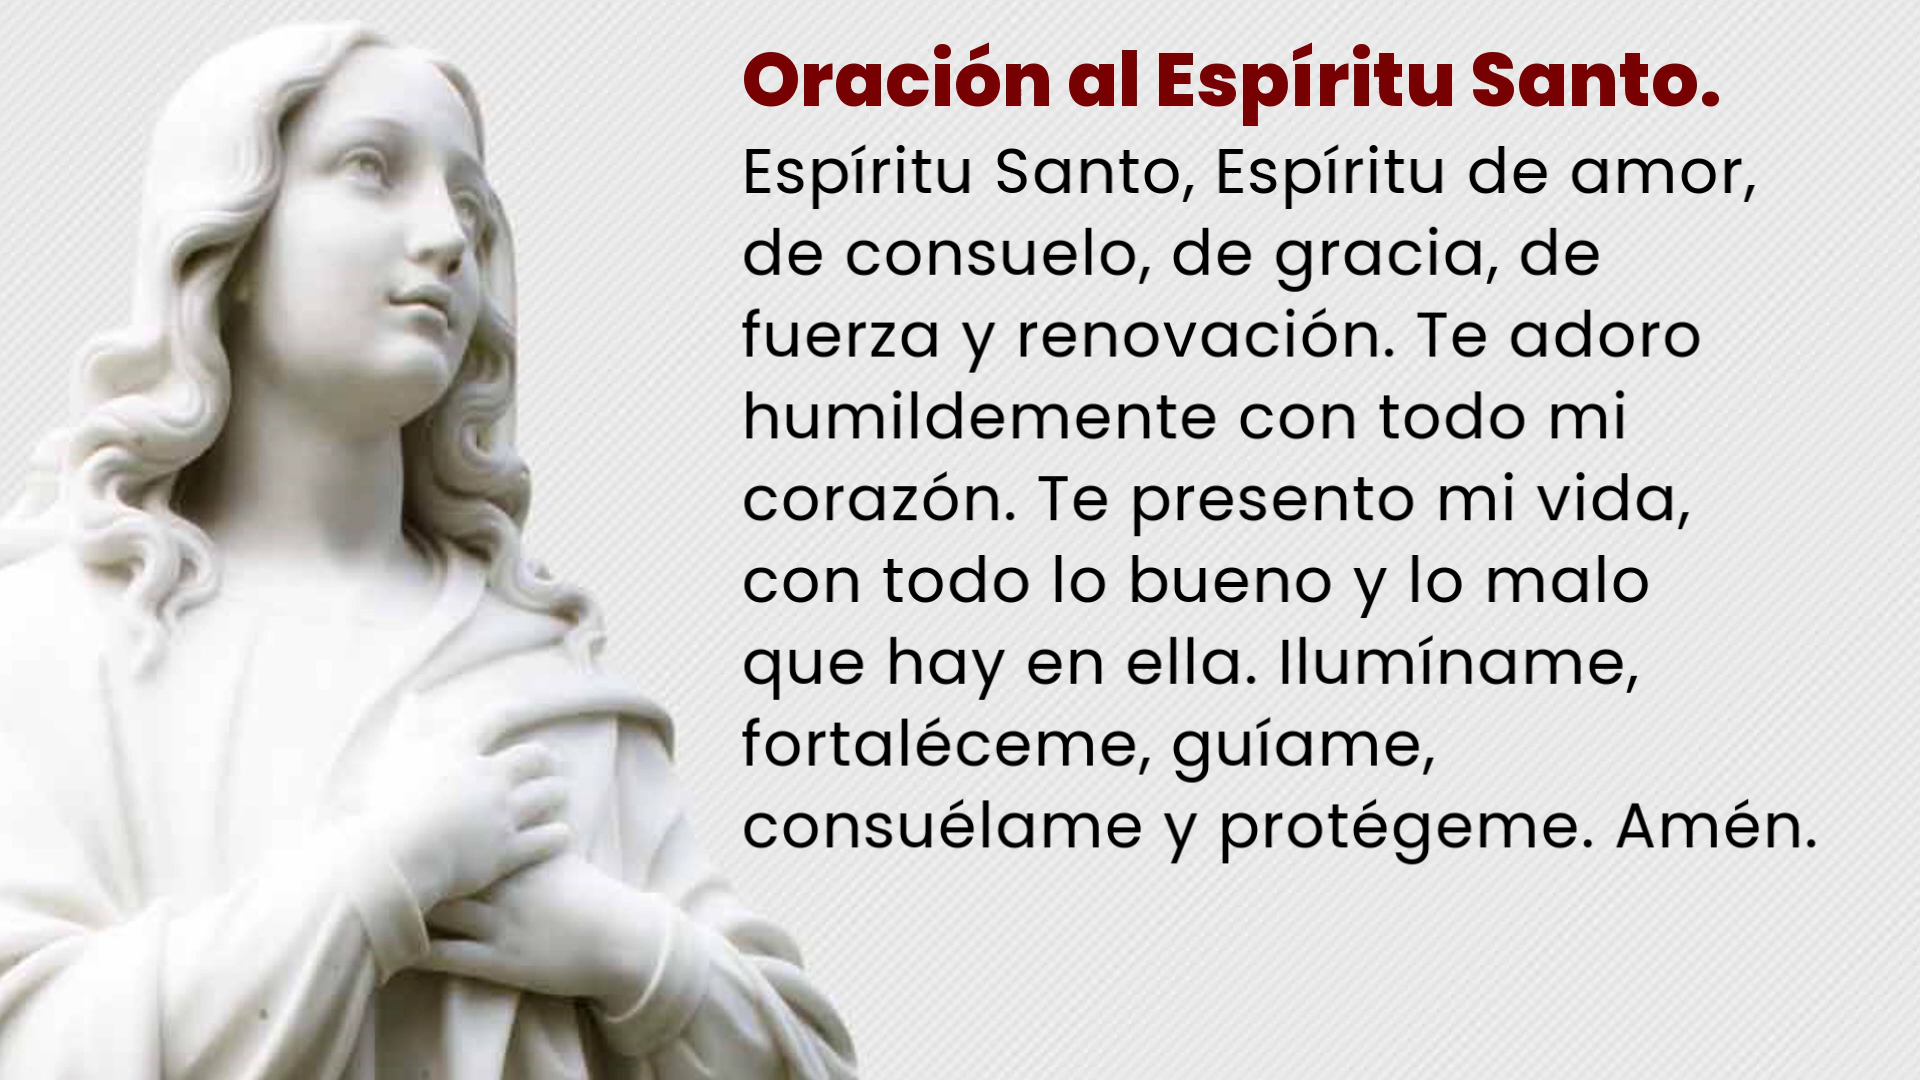 Oración al Espíritu Santo.
Espíritu Santo, Espíritu de amor,
de consuelo, de gracia, de
fuerza y renovación. Te adoro
humildemente con todo mi
corazón. Te presento mi vida,
con todo lo bueno y lo malo
que hay en ella. Ilumíname,
fortaléceme, guíame,
consuélame y protégeme. Amén.